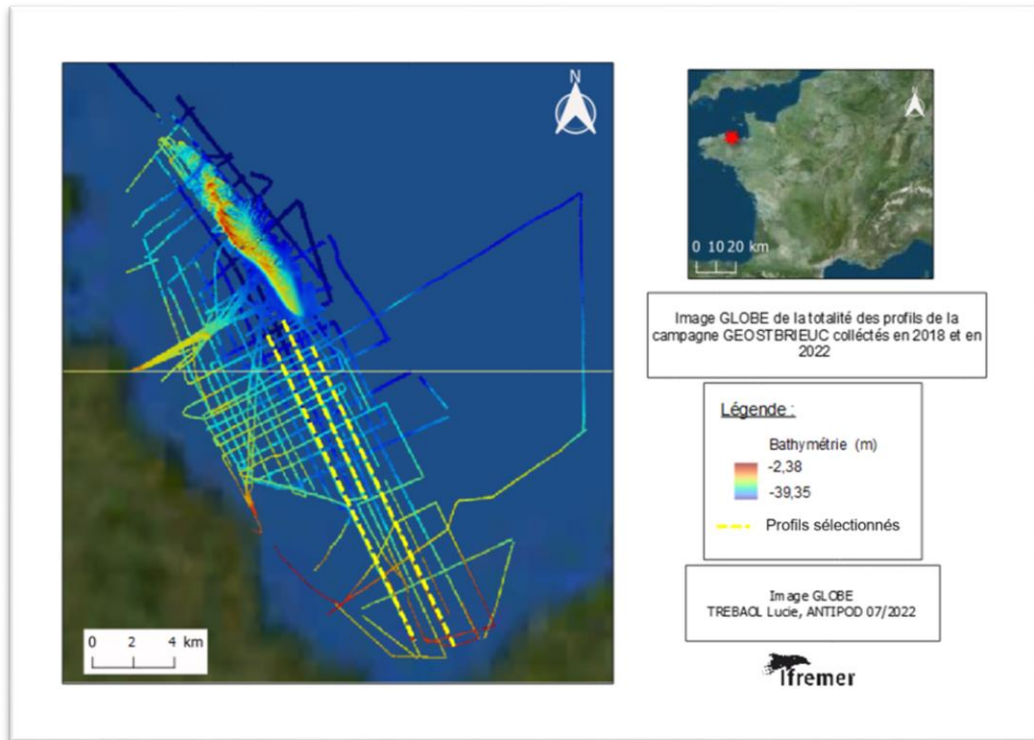 N
0 2 4 km
0 10 20 km
Image GLOBE de la totalité des profils de la
campagne GEOSTBRIEUC colléctés en 2018 et en
2022
Légende :
Bathymétrie (m)
-2,38
-39,35
Profils sélectionnés
Image GLOBE
TREBAOL Lucie, ANTIPOD 07/2022
Ifremer